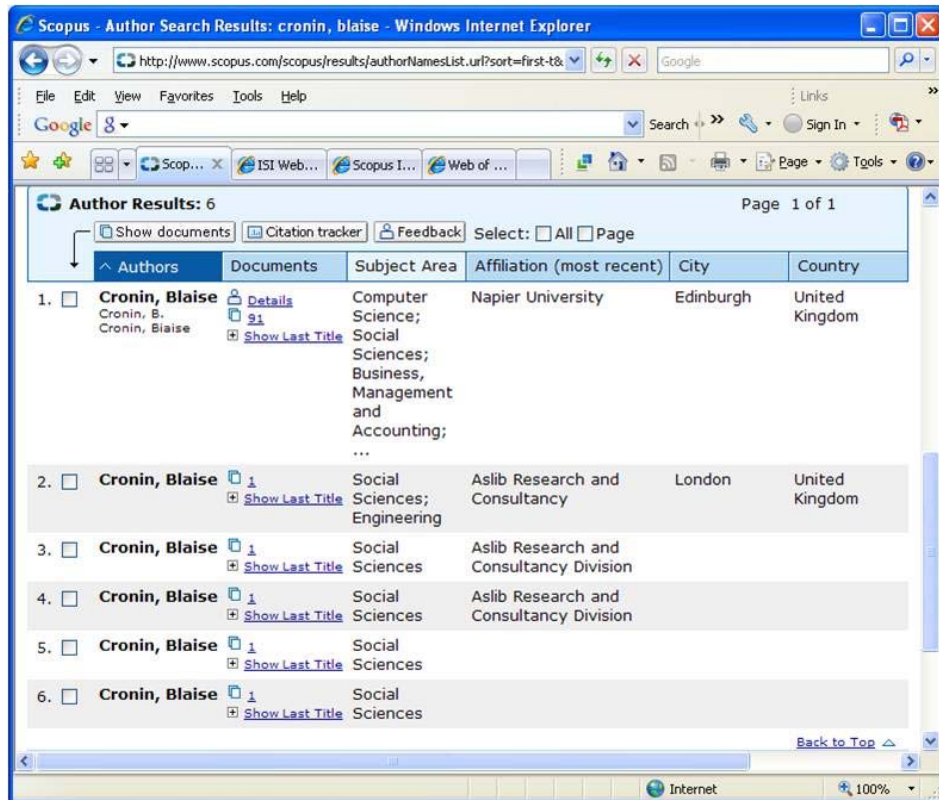 Scopus - Author Search Results: cronin, blaise - Windows Internet Explorer
http://www.scopus.com/scopus/results/authorNamesList.url?sort=first-t& Google
File Edit View Favorites Tools Help Links
Google Search Sign In
Scop... ISI Web... Scopus I... Web of ... Page Tools
Author Results: 6 Page 1 of 1
Show documents Citation tracker Feedback Select: All Page
Authors Documents Subject Area Affiliation (most recent) City Country
1. Cronin, Blaise Details Computer Napier University Edinburgh United
Cronin, B. 91 Science; Kingdom
Cronin, Biaise Show Last Title Social
Sciences;
Business,
Management
and
Accounting;
...
2. Cronin, Blaise 1 Social Aslib Research and London United
Show Last Title Sciences; Consultancy Kingdom
Engineering
3. Cronin, Blaise 1 Social Aslib Research and
Show Last Title Sciences Consultancy Division
4. Cronin, Blaise 1 Social Aslib Research and
Show Last Title Sciences Consultancy Division
5. Cronin, Blaise 1 Social
Show Last Title Sciences
6. Cronin, Blaise 1 Social
Show Last Title Sciences
Back to Top
Internet 100%